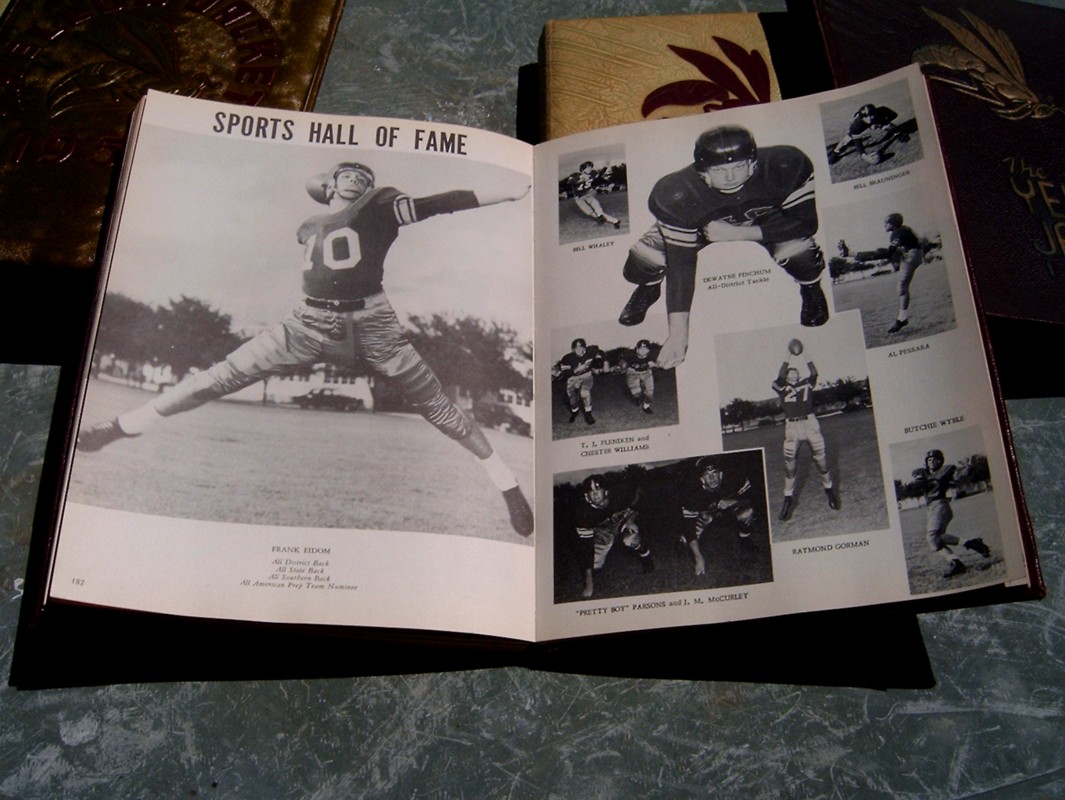 SPORTS HALL OF FAME
70
FRANK EIDOM
All District Back
All State Back
All Southern Back
All American Prep Team Nominee
182
BILL WHALEY
DEWAYNE PINCHUM
All-District Tackle
BILL BRAUNINGER
AL PESSARA
T. J. FLENIKEN and
CHESTER WILLIAMS
27
RAYMOND GORMAN
BUTCHIE WYBLE
"PRETTY BOY" PARSONS and J. M. McCURLEY
The